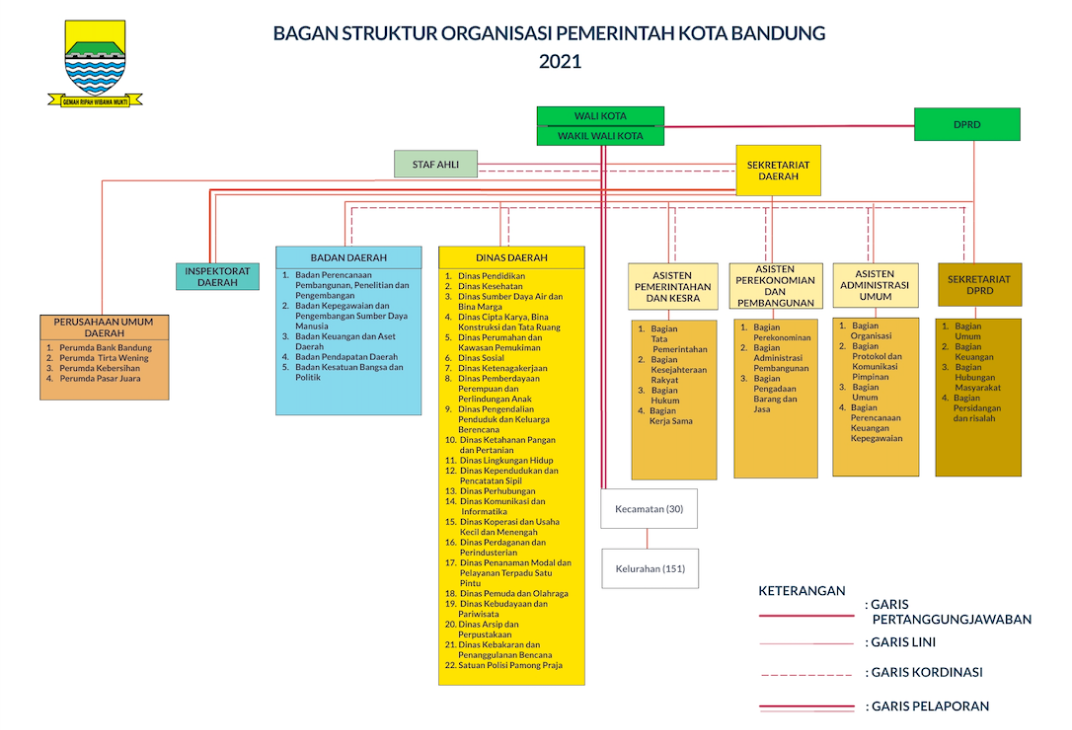 BAGAN STRUKTUR ORGANISASI PEMERINTAH KOTA BANDUNG
2021
GEMAH RIPAH WIBAWA MUKTI
WALI KOTA
WAKIL WALI KOTA
DPRD
STAF AHLI
SEKRETARIAT
DAERAH
INSPEKTORAT
DAERAH
PERUSAHAAN UMUM
DAERAH
1. Perumda Bank Bandung
2. Perumda Tirta Wening
3. Perumda Kebersihan
4. Perumda Pasar Juara
BADAN DAERAH
1. Badan Perencanaan
Pembangunan, Penelitian dan
Pengembangan
2. Badan Kepegawaian dan
Pengembangan Sumber Daya
Manusia
3. Badan Keuangan dan Aset
Daerah
4. Badan Pendapatan Daerah
5. Badan Kesatuan Bangsa dan
Politik
DINAS DAERAH
1. Dinas Pendidikan
2. Dinas Kesehatan
3. Dinas Sumber Daya Air dan
Bina Marga
4. Dinas Cipta Karya, Bina
Konstruksi dan Tata Ruang
5. Dinas Perumahan dan
Kawasan Pemukiman
6. Dinas Sosial
7. Dinas Ketenagakerjaan
8. Dinas Pemberdayaan
Perempuan dan
Perlindungan Anak
9. Dinas Pengendalian
Penduduk dan Keluarga
Berencana
10. Dinas Ketahanan Pangan
dan Pertanian
11. Dinas Lingkungan Hidup
12. Dinas Kependudukan dan
Pencatatan Sipil
13. Dinas Perhubungan
14. Dinas Komunikasi dan
Informatika
15. Dinas Koperasi dan Usaha
Kecil dan Menengah
16. Dinas Perdaganan dan
Perindusterian
17. Dinas Penanaman Modal dan
Pelayanan Terpadu Satu
Pintu
18. Dinas Pemuda dan Olahraga
19. Dinas Kebudayaan dan
Pariwisata
20. Dinas Arsip dan
Perpustakaan
21. Dinas Kebakaran dan
Penanggulanan Bencana
22. Satuan Polisi Pamong Praja
ASISTEN
PEMERINTAHAN
DAN KESRA
1. Bagian
Tata
Pemerintahan
2. Bagian
Kesejahteraan
Rakyat
3. Bagian
Hukum
4. Bagian
Kerja Sama
ASISTEN
PEREKONOMIAN
DAN
PEMBANGUNAN
1. Bagian
Perekonominan
2. Bagian
Administrasi
Pembangunan
3. Bagian
Pengadaan
Barang dan
Jasa
ASISTEN
ADMINISTRASI
UMUM
1. Bagian
Organisasi
2. Bagian
Protokol dan
Komunikasi
Pimpinan
3. Bagian
Umum
4. Bagian
Perencanaan
Keuangan
Kepegawaian
SEKRETARIAT
DPRD
1. Bagian
Umum
2. Bagian
Keuangan
3. Bagian
Hubungan
Masyarakat
4. Bagian
Persidangan
dan risalah
Kecamatan (30)
Kelurahan (151)
KETERANGAN
: GARIS
PERTANGGUNGJAWABAN
: GARIS LINI
: GARIS KORDINASI
: GARIS PELAPORAN